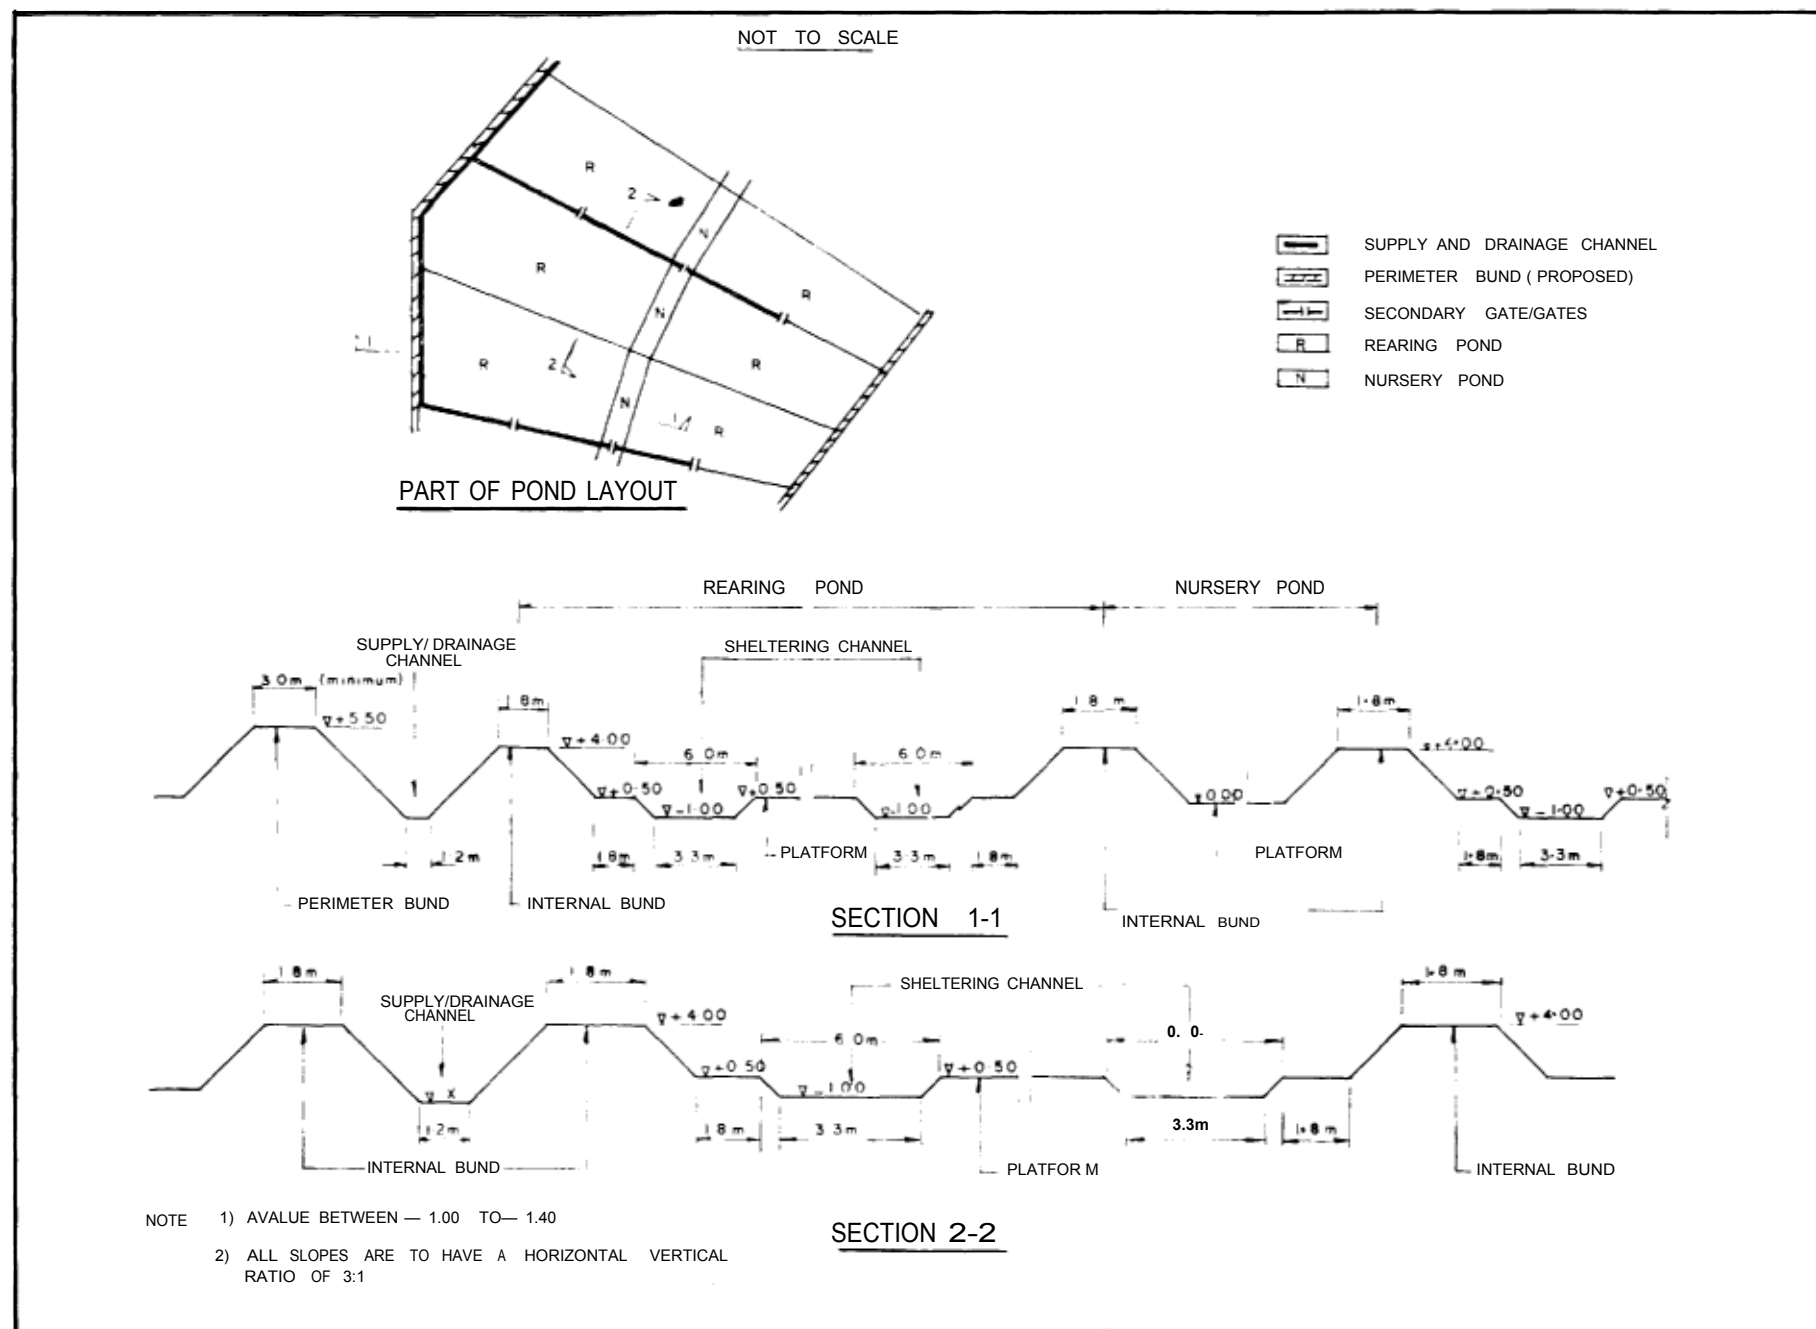 NOT TO SCALE
R
2
N
R
R
N
R
2
R
R
N
1
R
PART OF POND LAYOUT
SUPPLY AND DRAINAGE CHANNEL
PERIMETER BUND ( PROPOSED)
SECONDARY GATE/GATES
R REARING POND
N NURSERY POND
REARING POND NURSERY POND
SUPPLY/ DRAINAGE
CHANNEL
SHELTERING CHANNEL
3.0m (minimum) 1.8m 1.8 m 1.8m
+5.50 +4.00 6.0m 6.0m +4.00
+0.50 -1.00 +0.50 -1.00 0.00 +0.50 -1.00 +0.50
1.2m 1.8m 3.3m PLATFORM 3.3m 1.8m PLATFORM 1.8m 3.3m
PERIMETER BUND INTERNAL BUND INTERNAL BUND
SECTION 1-1
1.8m 1.8m SHELTERING CHANNEL 1.8m
SUPPLY/DRAINAGE
CHANNEL
+4.00 6.0m 0. 0- +4.00
+0.50 -1.00 +0.50
X
1.2m 1.8m 3.3m 3.3m 1.8m
INTERNAL BUND PLATFOR M INTERNAL BUND
NOTE 1) AVALUE BETWEEN — 1.00 TO— 1.40
SECTION 2-2
2) ALL SLOPES ARE TO HAVE A HORIZONTAL VERTICAL
RATIO OF 3:1